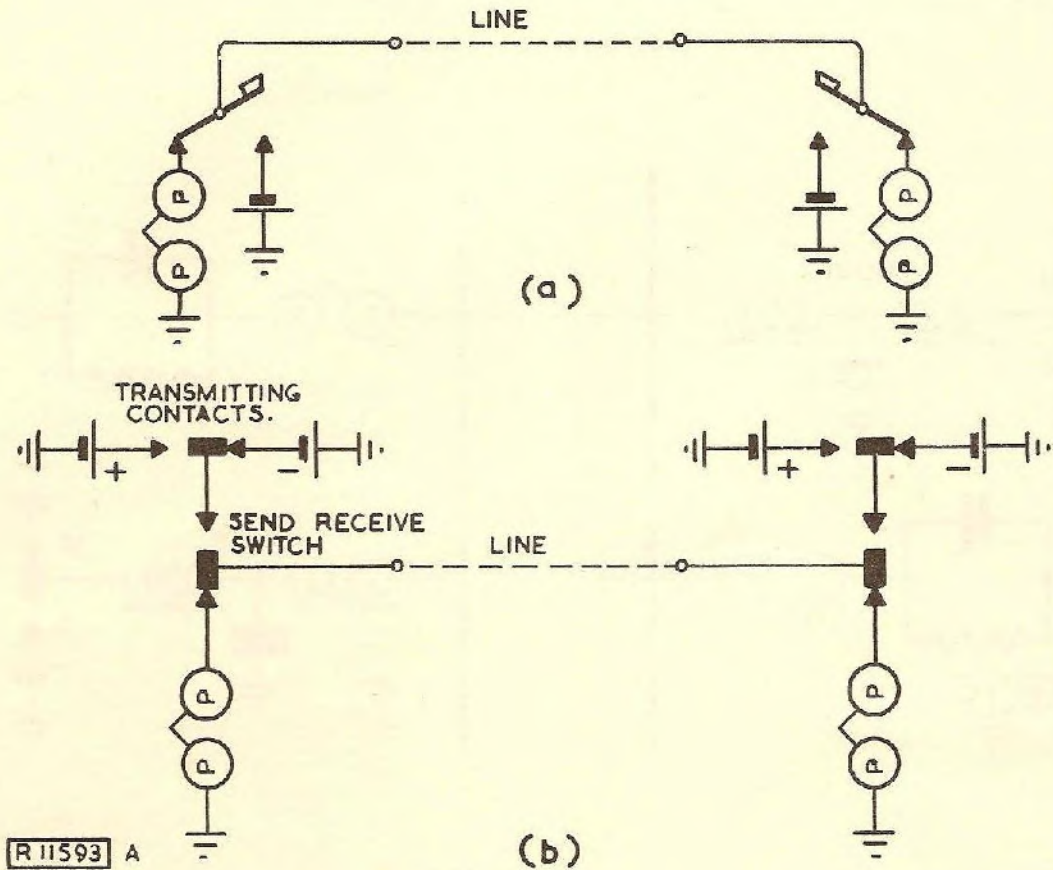 LINE
P
P
P
P
(a)
TRANSMITTING
CONTACTS.
+
-
+
-
SEND RECEIVE
SWITCH
LINE
P
P
P
P
R 11593 A
(b)